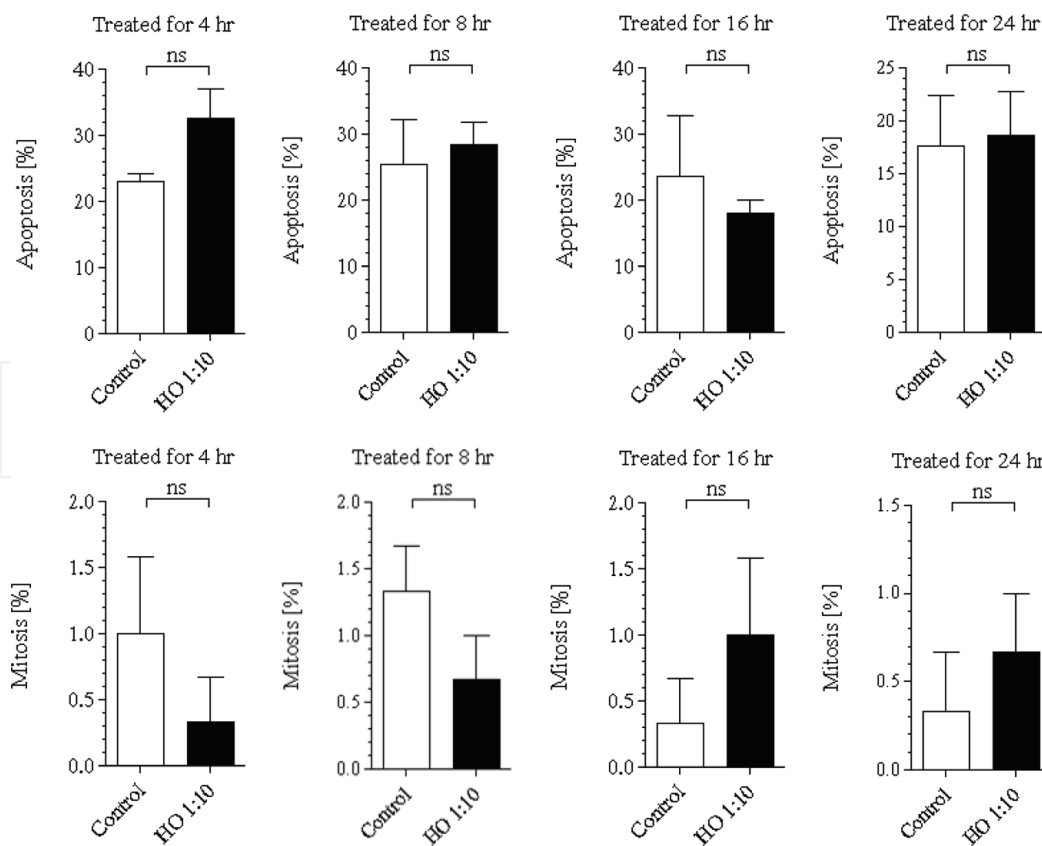 Treated for 4 hr
ns
Apoptosis [%]
40
30
20
10
0
Control
HO 1:10
Treated for 8 hr
ns
Apoptosis [%]
40
30
20
10
0
Control
HO 1:10
Treated for 16 hr
ns
Apoptosis [%]
40
30
20
10
0
Control
HO 1:10
Treated for 24 hr
ns
Apoptosis [%]
25
20
15
10
5
0
Control
HO 1:10
Treated for 4 hr
ns
Mitosis [%]
2.0
1.5
1.0
0.5
0.0
Control
HO 1:10
Treated for 8 hr
ns
Mitosis [%]
2.0
1.5
1.0
0.5
0.0
Control
HO 1:10
Treated for 16 hr
ns
Mitosis [%]
2.0
1.5
1.0
0.5
0.0
Control
HO 1:10
Treated for 24 hr
ns
Mitosis [%]
1.5
1.0
0.5
0.0
Control
HO 1:10